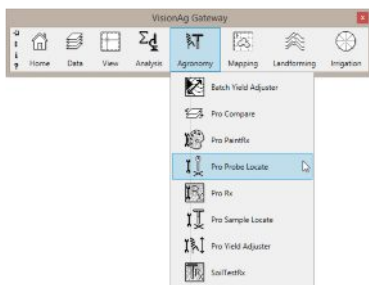 VisionAg Gateway
Home Data View Analysis Agronomy Mapping Landforming Irrigation
Batch Yield Adjuster
Pro Compare
Pro PaintRx
Pro Probe Locate
Pro Rx
Pro Sample Locate
Pro Yield Adjuster
SoilTestRx